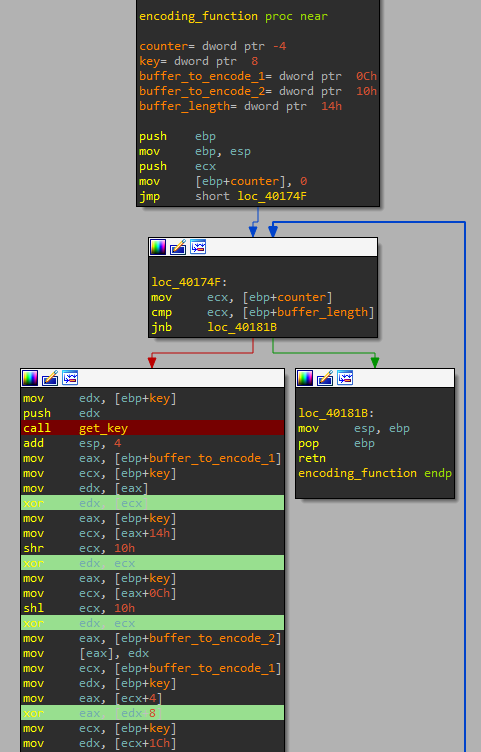 encoding_function proc near
counter= dword ptr -4
key= dword ptr  8
buffer_to_encode_1= dword ptr  0Ch
buffer_to_encode_2= dword ptr  10h
buffer_length= dword ptr  14h
push    ebp
mov     ebp, esp
push    ecx
mov     [ebp+counter], 0
jmp     short loc_40174F
loc_40174F:
mov     ecx, [ebp+counter]
cmp     ecx, [ebp+buffer_length]
jnb     loc_40181B
mov     edx, [ebp+key]
push    edx
call    get_key
add     esp, 4
mov     eax, [ebp+buffer_to_encode_1]
mov     ecx, [ebp+key]
mov     edx, [eax]
xor     edx  ecx
mov     eax, [ebp+key]
mov     ecx, [eax+14h]
shr     ecx, 10h
xor     edx  ecx
mov     eax, [ebp+key]
mov     ecx, [eax+0Ch]
shl     ecx, 10h
xor     edx  ecx
mov     eax, [ebp+buffer_to_encode_2]
mov     [eax], edx
mov     ecx, [ebp+buffer_to_encode_1]
mov     edx, [ebp+key]
mov     eax, [ecx+4]
xor     eax   edx 8
mov     ecx, [ebp+key]
mov     edx, [ecx+1Ch]
loc_40181B:
mov     esp, ebp
pop     ebp
retn
encoding_function endp